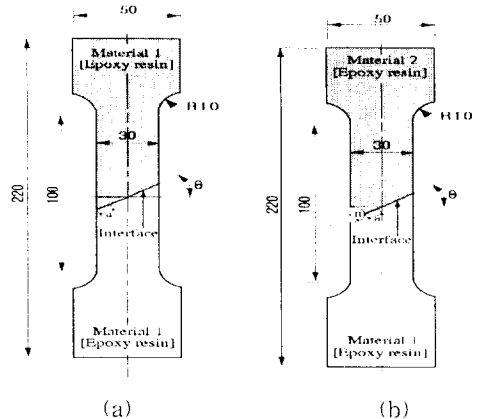 50
Material 1
[Epoxy resin]
R10
30
220
100
θ
a
Interface
Material 1
[Epoxy resin]
(a)
50
Material 2
[Epoxy resin]
R10
30
220
100
θ
a
Interface
Material 1
[Epoxy resin]
(b)